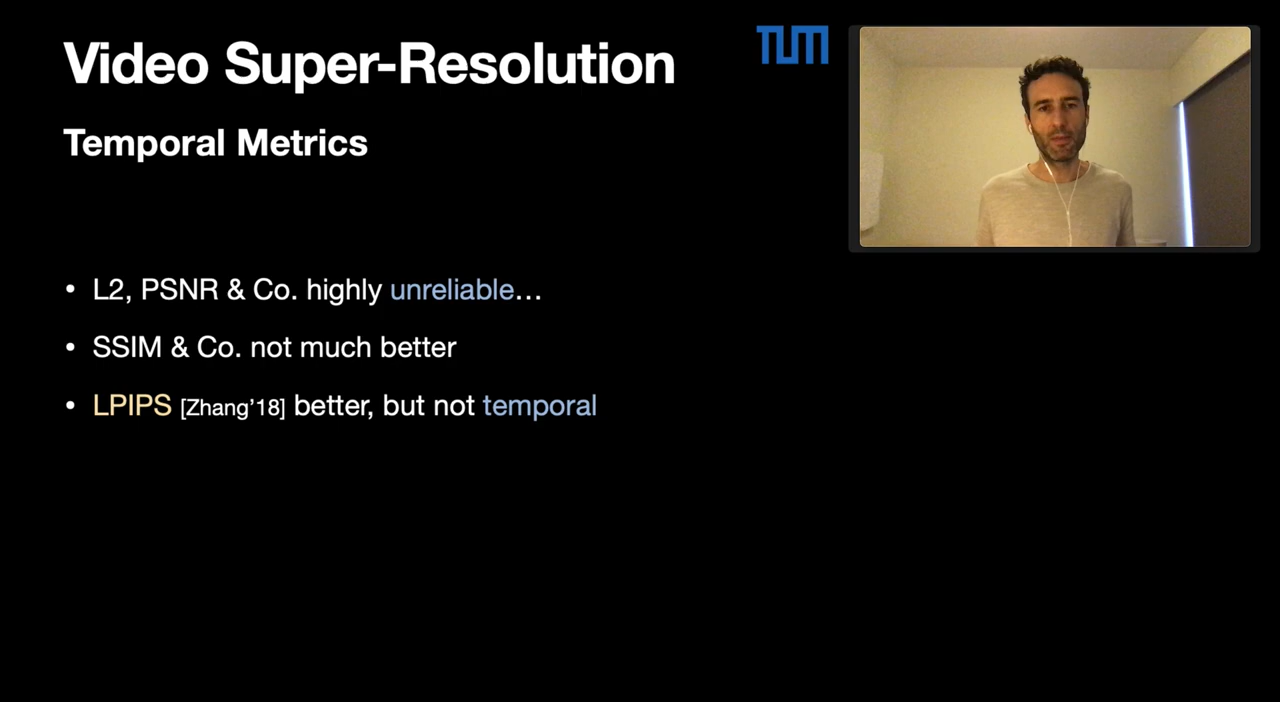 Video Super-Resolution
TUM
Temporal Metrics
• L2, PSNR & Co. highly unreliable…
• SSIM & Co. not much better
• LPIPS [Zhang’18] better, but not temporal